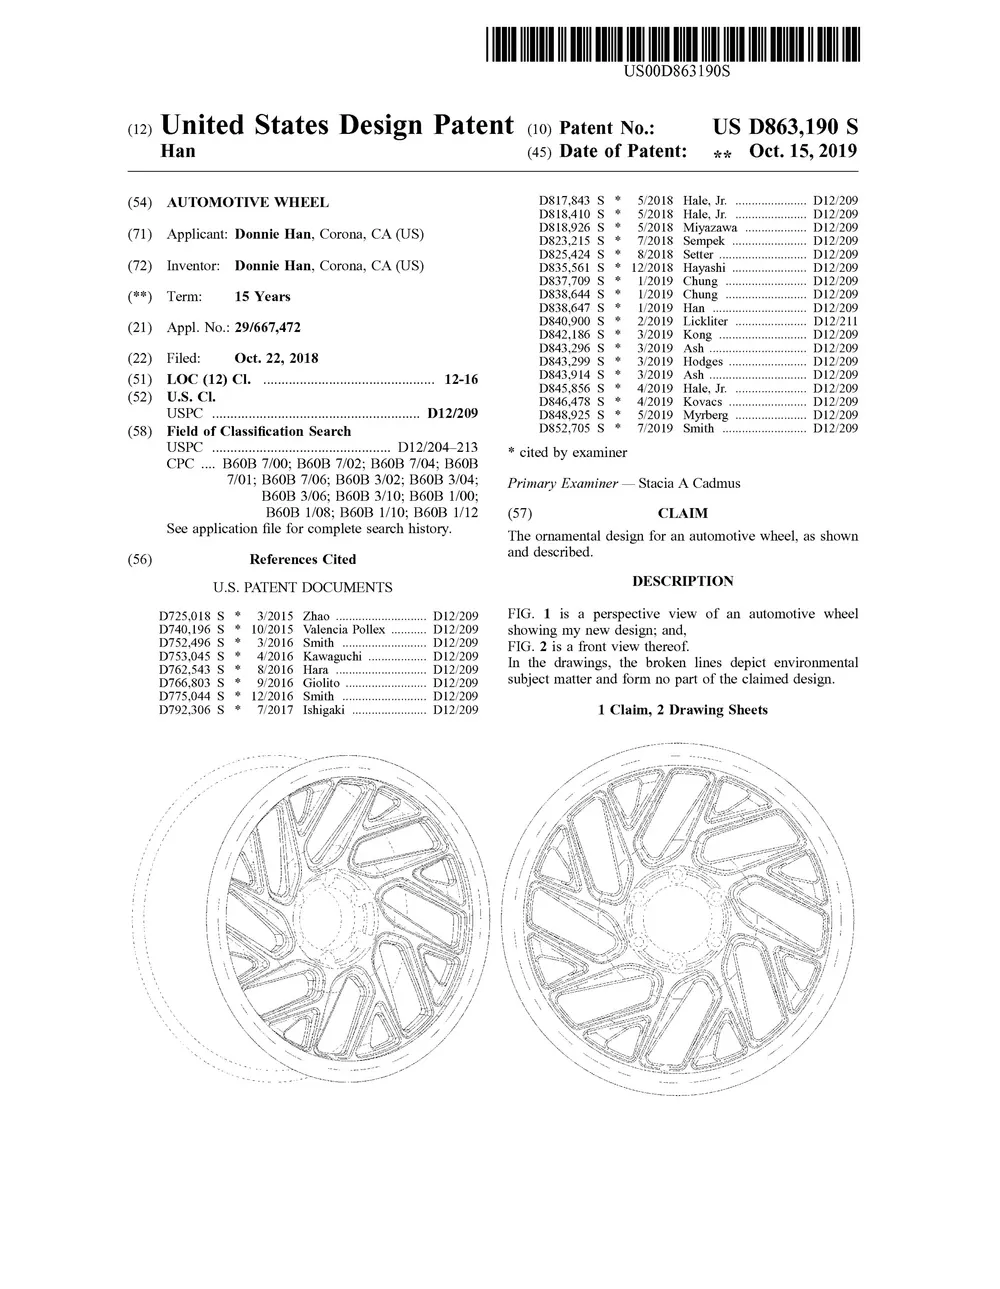 US00D863190S
(12) United States Design Patent
Han
(10) Patent No.: US D863,190 S
(45) Date of Patent: ** Oct. 15, 2019
(54) AUTOMOTIVE WHEEL
(71) Applicant: Donnie Han, Corona, CA (US)
(72) Inventor: Donnie Han, Corona, CA (US)
(**) Term: 15 Years
(21) Appl. No.: 29/667,472
(22) Filed: Oct. 22, 2018
(51) LOC (12) Cl. .............................................. 12-16
(52) U.S. Cl.
USPC ........................................................ D12/209
(58) Field of Classification Search
USPC ................................................ D12/204–213
CPC .... B60B 7/00; B60B 7/02; B60B 7/04; B60B
7/01; B60B 7/06; B60B 3/02; B60B 3/04;
B60B 3/06; B60B 3/10; B60B 1/00;
B60B 1/08; B60B 1/10; B60B 1/12
See application file for complete search history.
(56) References Cited
U.S. PATENT DOCUMENTS
D725,018 S * 3/2015 Zhao ............................ D12/209
D740,196 S * 10/2015 Valencia Pollex ........... D12/209
D752,496 S * 3/2016 Smith .......................... D12/209
D753,045 S * 4/2016 Kawaguchi .................. D12/209
D762,543 S * 8/2016 Hara ............................ D12/209
D766,803 S * 9/2016 Giolito ......................... D12/209
D775,044 S * 12/2016 Smith .......................... D12/209
D792,306 S * 7/2017 Ishigaki ....................... D12/209
D817,843 S * 5/2018 Hale, Jr. ...................... D12/209
D818,410 S * 5/2018 Hale, Jr. ...................... D12/209
D818,926 S * 5/2018 Miyazawa ................... D12/209
D823,215 S * 7/2018 Sempek ....................... D12/209
D825,424 S * 8/2018 Setter ........................... D12/209
D835,561 S * 12/2018 Hayashi ....................... D12/209
D837,709 S * 1/2019 Chung ......................... D12/209
D838,644 S * 1/2019 Chung ......................... D12/209
D838,647 S * 1/2019 Han ............................. D12/209
D840,900 S * 2/2019 Lickliter ...................... D12/211
D842,186 S * 3/2019 Kong ........................... D12/209
D843,296 S * 3/2019 Ash .............................. D12/209
D843,299 S * 3/2019 Hodges ........................ D12/209
D843,914 S * 3/2019 Ash .............................. D12/209
D845,856 S * 4/2019 Hale, Jr. ...................... D12/209
D846,478 S * 4/2019 Kovacs ........................ D12/209
D848,925 S * 5/2019 Myrberg ...................... D12/209
D852,705 S * 7/2019 Smith .......................... D12/209
* cited by examiner
Primary Examiner — Stacia A Cadmus
(57) CLAIM
The ornamental design for an automotive wheel, as shown
and described.
DESCRIPTION
FIG. 1 is a perspective view of an automotive wheel
showing my new design; and,
FIG. 2 is a front view thereof.
In the drawings, the broken lines depict environmental
subject matter and form no part of the claimed design.
1 Claim, 2 Drawing Sheets